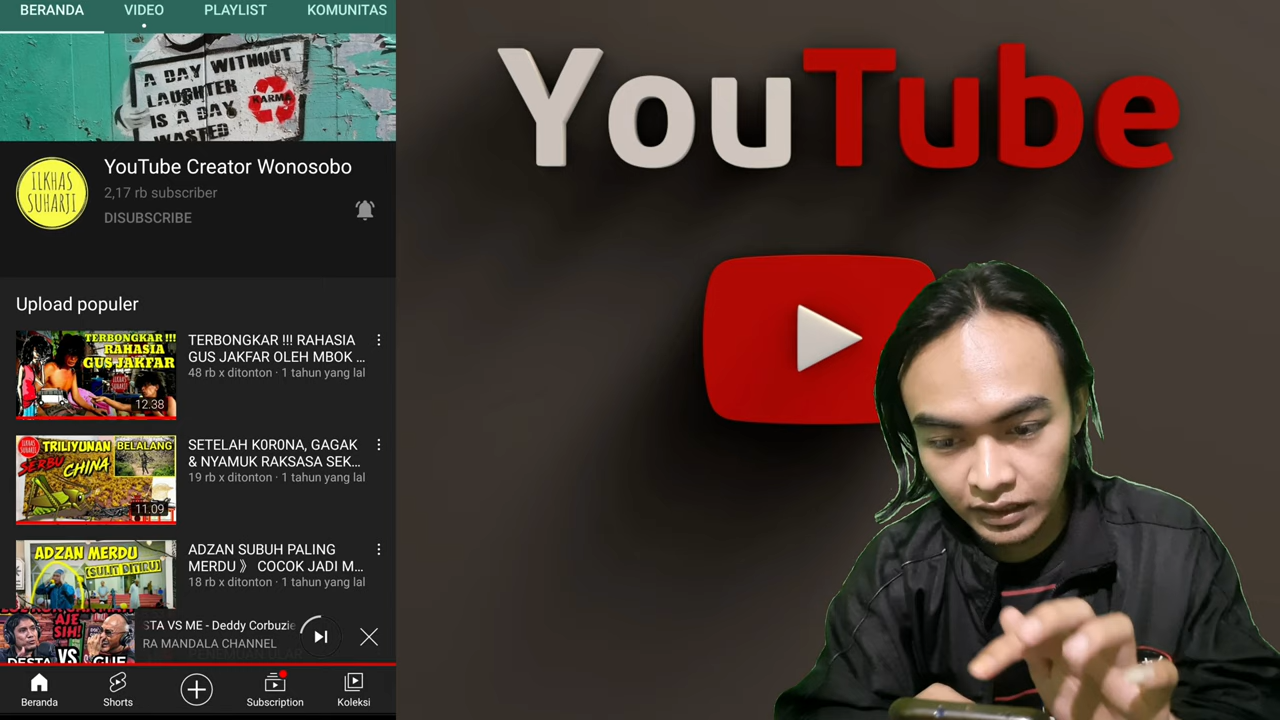 BERANDA VIDEO PLAYLIST KOMUNITAS
A DAY WITHOUT
LAUGHTER
IS A DAY
WASTED
KARMA
ILKHAS
SUHARJI
YouTube Creator Wonosobo
2,17 rb subscriber
DISUBSCRIBE
Upload populer
TERBONGKAR !!!
RAHASIA
GUS JAKFAR
12.38
TERBONGKAR !!! RAHASIA
GUS JAKFAR OLEH MBOK ...
48 rb x ditonton · 1 tahun yang lal
TRILIYUNAN
BELALANG
SERBU
CHINA
11.09
SETELAH K0R0NA, GAGAK
& NYAMUK RAKSASA SEK...
19 rb x ditonton · 1 tahun yang lal
ADZAN MERDU
(SULIT DITIRU)
ADZAN SUBUH PALING
MERDU 》 COCOK JADI M...
18 rb x ditonton · 1 tahun yang lal
AJE
SIH!
DESTA VS GUE
STA VS ME - Deddy Corbuzie
RA MANDALA CHANNEL
Beranda Shorts Subscription Koleksi
YouTube